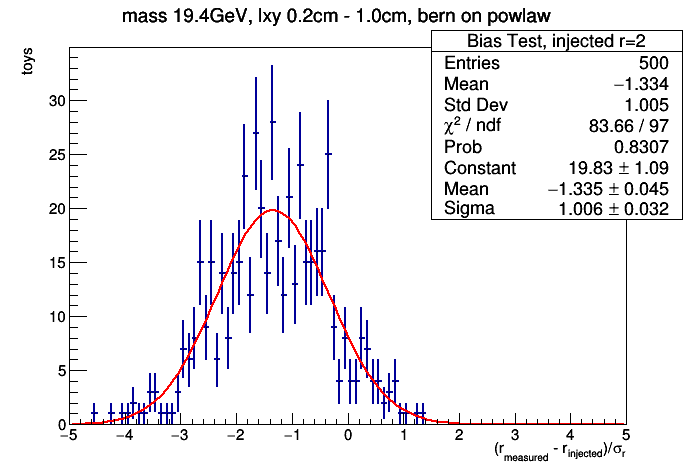 mass 19.4GeV, lxy 0.2cm - 1.0cm, bern on powlaw
Bias Test, injected r=2
Entries 500
Mean −1.334
Std Dev 1.005
χ² / ndf 83.66 / 97
Prob 0.8307
Constant 19.83 ± 1.09
Mean −1.335 ± 0.045
Sigma 1.006 ± 0.032
toys
30
25
20
15
10
5
0
−5 −4 −3 −2 −1 0 1 2 3 4 5
(r_measured - r_injected)/σ_r